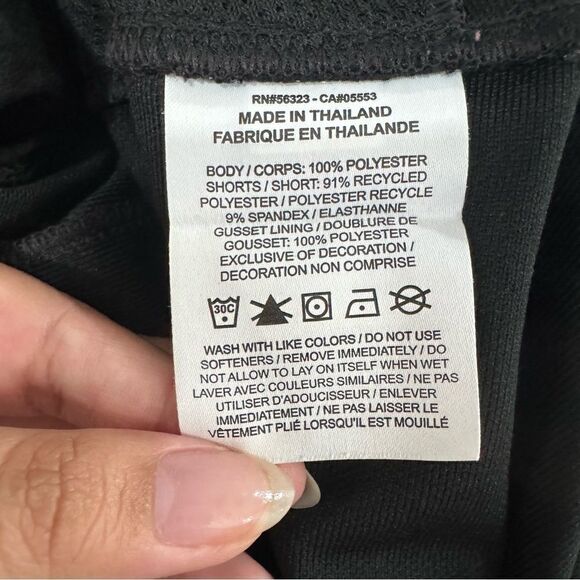 RN#56323 - CA#05553
MADE IN THAILAND
FABRIQUE EN THAILANDE
BODY / CORPS: 100% POLYESTER
SHORTS / SHORT: 91% RECYCLED
POLYESTER / POLYESTER RECYCLE
9% SPANDEX / ELASTHANNE
GUSSET LINING / DOUBLURE DE
GOUSSET: 100% POLYESTER
EXCLUSIVE OF DECORATION /
DECORATION NON COMPRISE
30C
WASH WITH LIKE COLORS / DO NOT USE
SOFTENERS / REMOVE IMMEDIATELY / DO
NOT ALLOW TO LAY ON ITSELF WHEN WET
LAVER AVEC COULEURS SIMILAIRES / NE PAS
UTILISER D'ADOUCISSEUR / ENLEVER
IMMEDIATEMENT / NE PAS LAISSER LE
VÊTEMENT PLIÉ LORSQU'IL EST MOUILLÉ